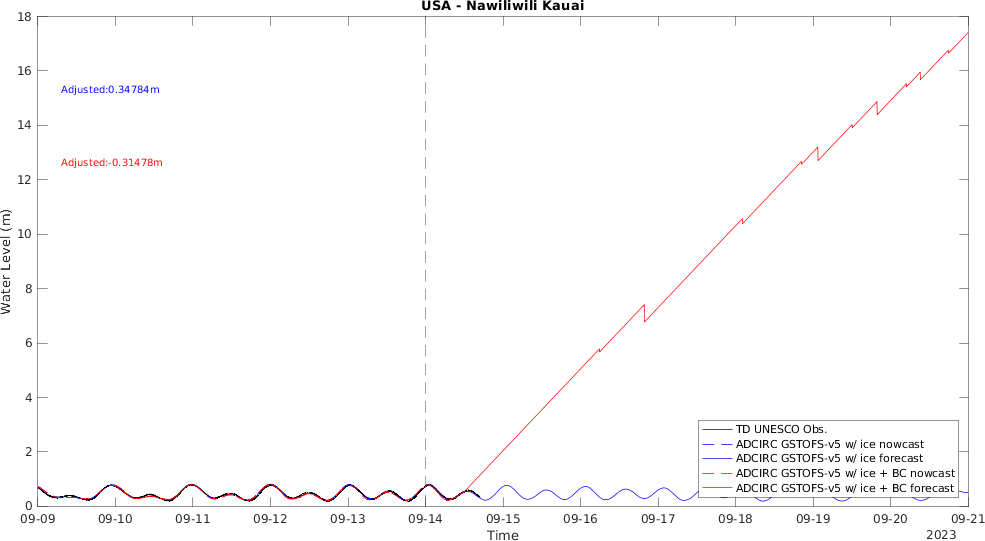 USA - Nawiliwili Kauai
18
16
14
12
10
8
6
4
2
0
Water Level (m)
Adjusted:0.34784m
Adjusted:-0.31478m
TD UNESCO Obs.
ADCIRC GSTOFS-v5 w/ ice nowcast
ADCIRC GSTOFS-v5 w/ ice forecast
ADCIRC GSTOFS-v5 w/ ice + BC nowcast
ADCIRC GSTOFS-v5 w/ ice + BC forecast
09-09 09-10 09-11 09-12 09-13 09-14 09-15 09-16 09-17 09-18 09-19 09-20 09-21
Time
2023